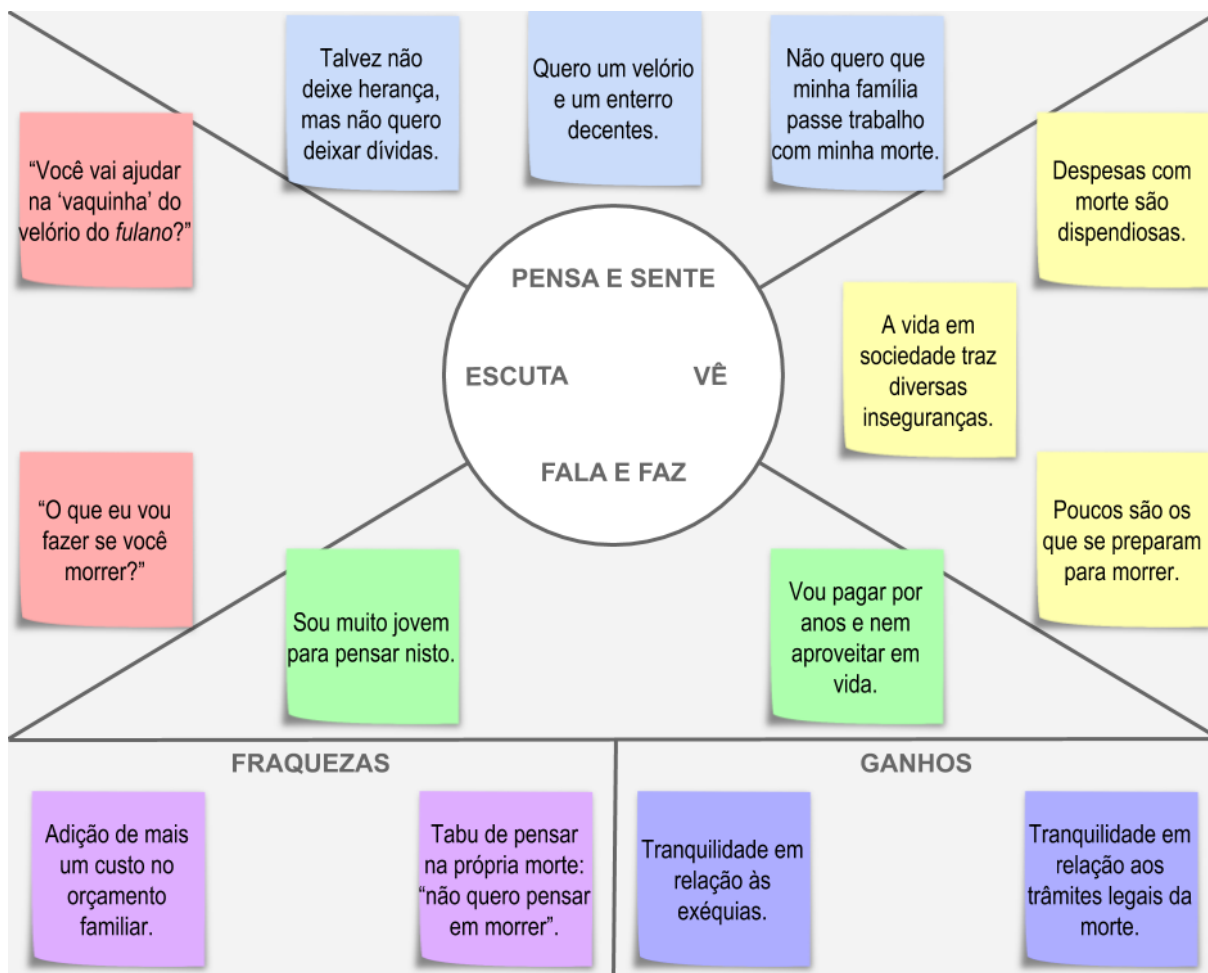 Talvez não
deixe herança,
mas não quero
deixar dívidas.
Quero um velório
e um enterro
decentes.
Não quero que
minha família
passe trabalho
com minha morte.
“Você vai ajudar
na ‘vaquinha’ do
velório do fulano?”
Despesas com
morte são
dispendiosas.
PENSA E SENTE
ESCUTA
VÊ
FALA E FAZ
A vida em
sociedade traz
diversas
inseguranças.
“O que eu vou
fazer se você
morrer?”
Poucos são os
que se preparam
para morrer.
Sou muito jovem
para pensar nisto.
Vou pagar por
anos e nem
aproveitar em
vida.
FRAQUEZAS
Adição de mais
um custo no
orçamento
familiar.
Tabu de pensar
na própria morte:
“não quero pensar
em morrer”.
GANHOS
Tranquilidade em
relação às
exéquias.
Tranquilidade em
relação aos
trâmites legais da
morte.